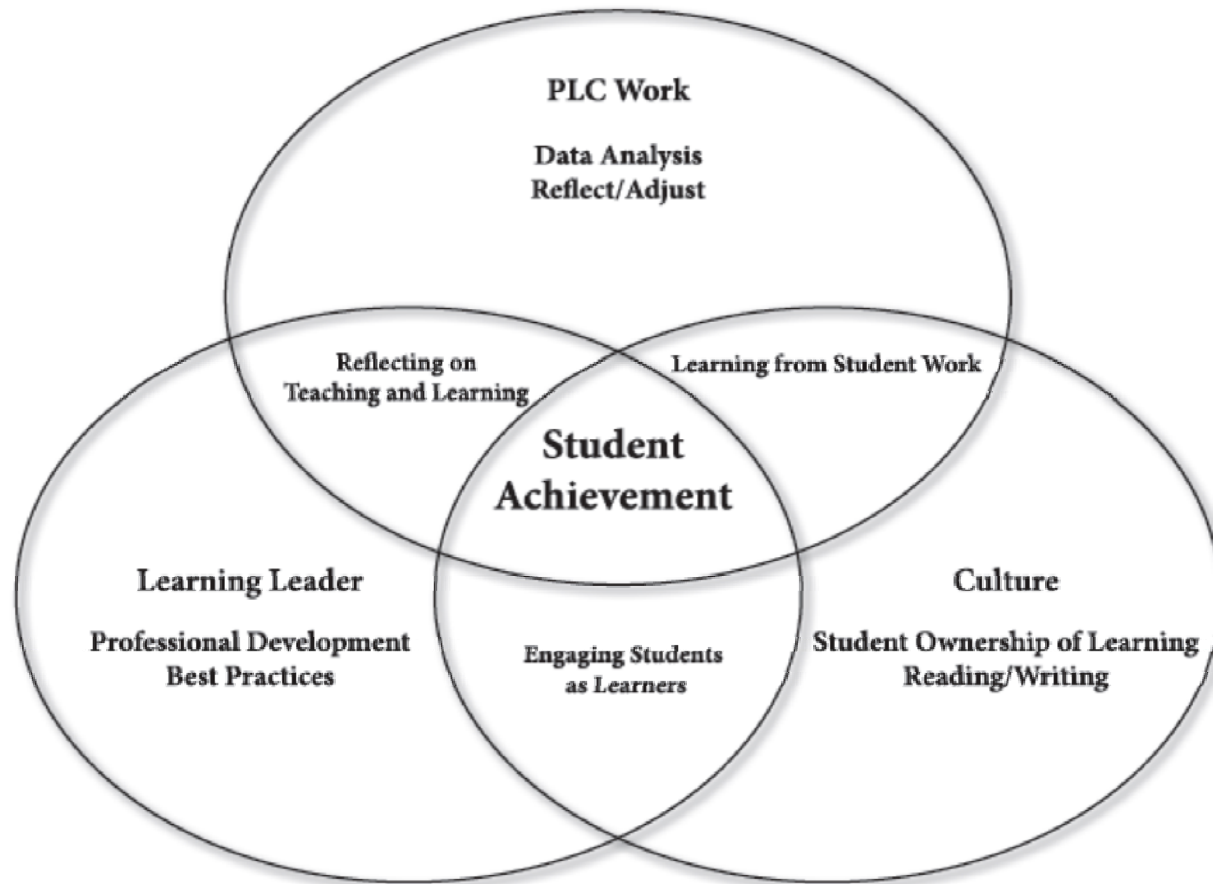 PLC Work
Data Analysis
Reflect/Adjust
Reflecting on
Teaching and Learning
Learning from Student Work
Student
Achievement
Learning Leader
Professional Development
Best Practices
Engaging Students
as Learners
Culture
Student Ownership of Learning
Reading/Writing